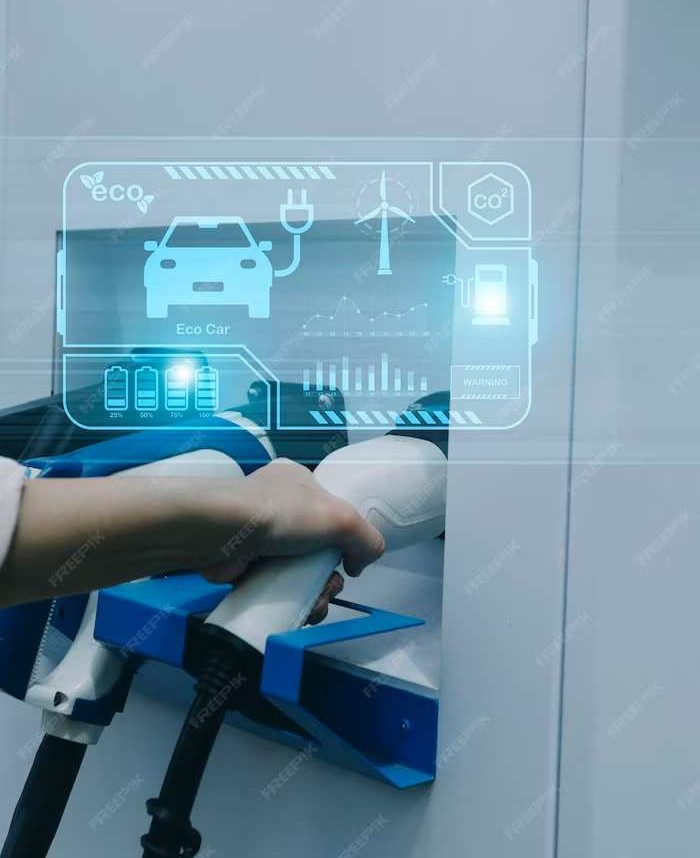 eco
CO²
Eco Car
WARNING
25% 50% 75% 100%
FREEPIK